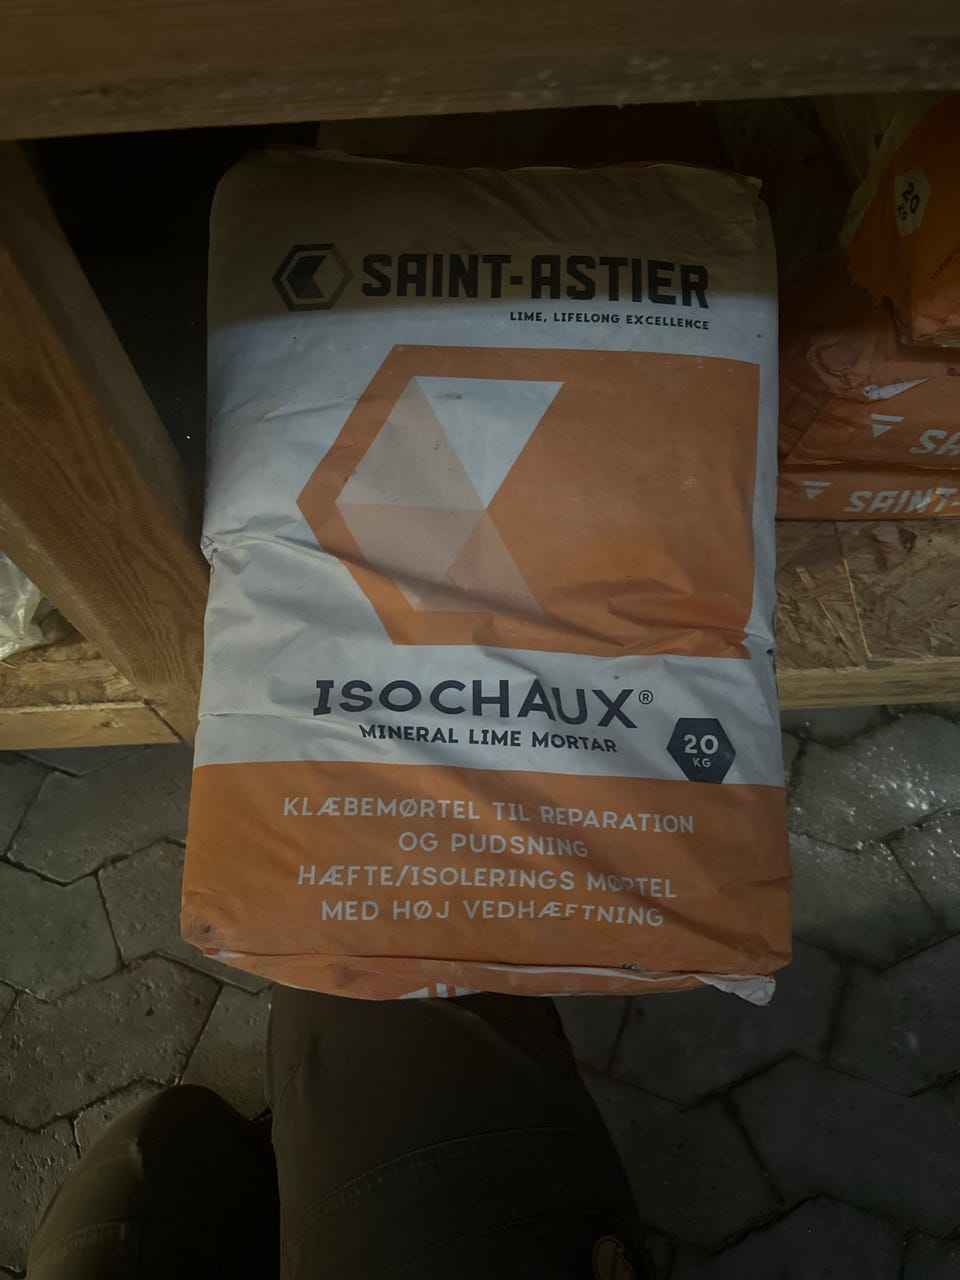 SAINT-ASTIER
LIME, LIFELONG EXCELLENCE
ISOCHAUX®
MINERAL LIME MORTAR
20
KG
KLÆBEMØRTEL TIL REPARATION
OG PUDSNING
HÆFTE/ISOLERINGS MØRTEL
MED HØJ VEDHÆFTNING
20
KG
SA
SAINT-